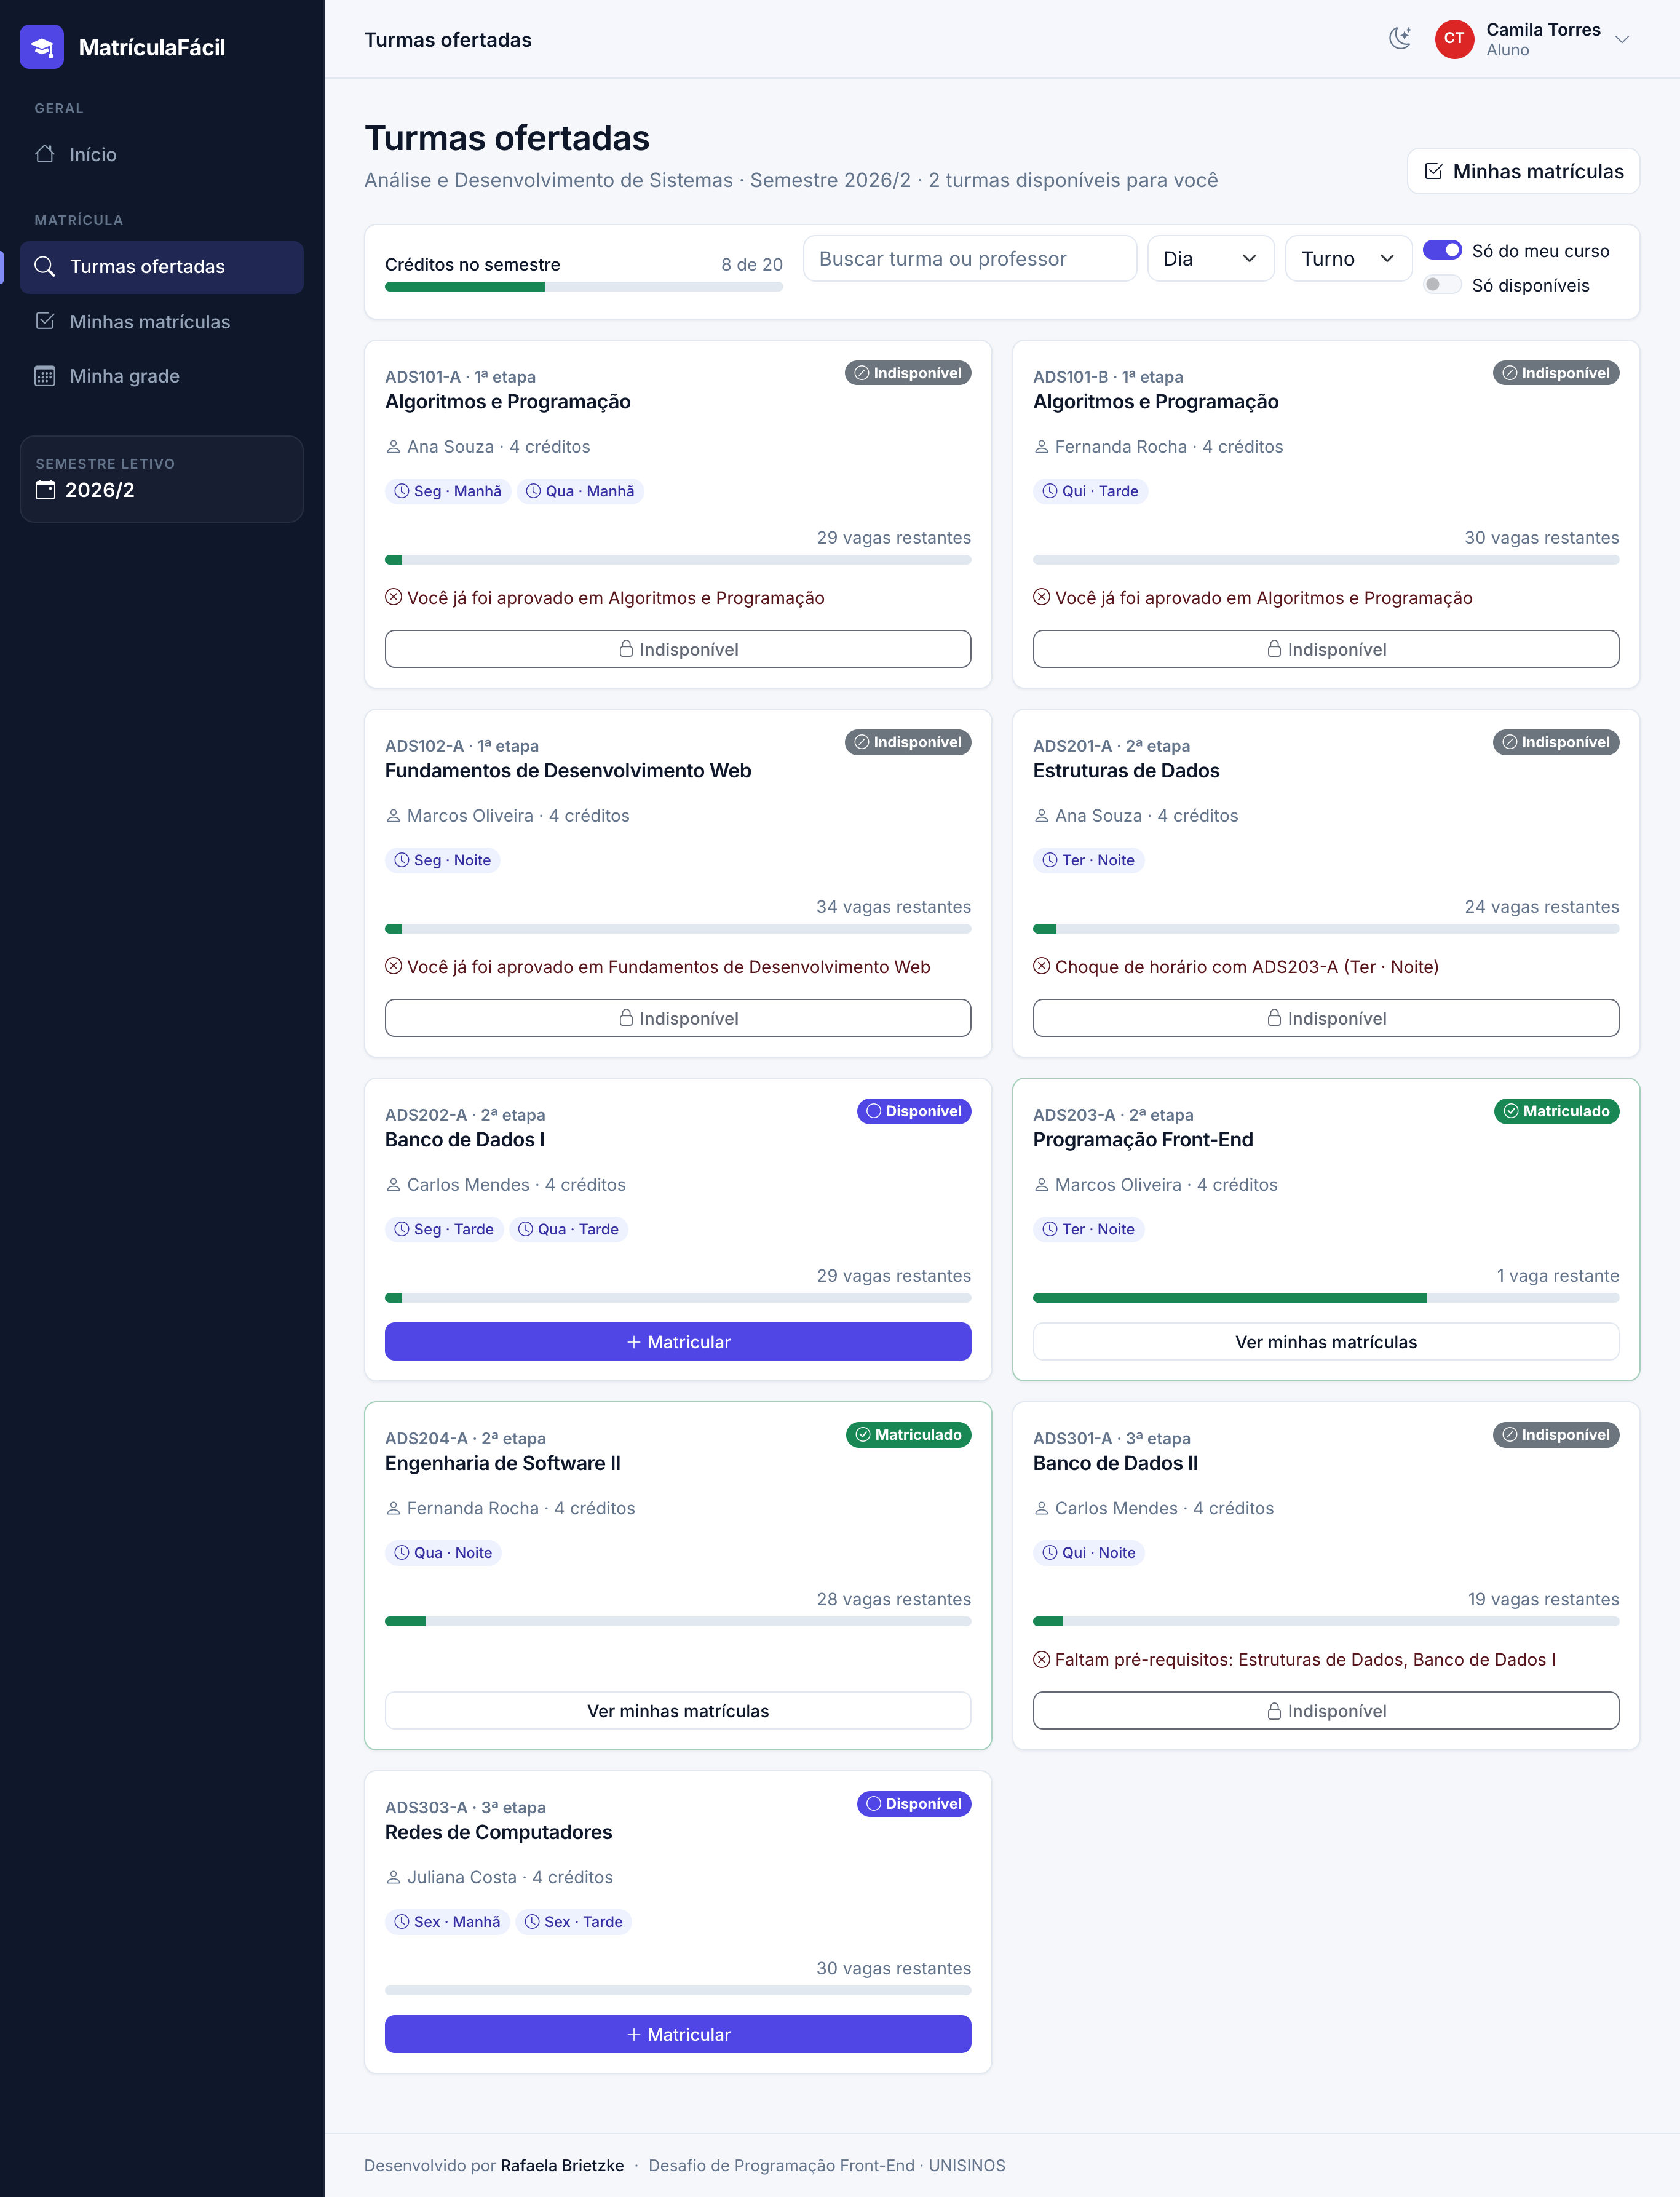 MatrículaFácil
GERAL
Início
MATRÍCULA
Turmas ofertadas
Minhas matrículas
Minha grade
SEMESTRE LETIVO
2026/2
Turmas ofertadas
CT
Camila Torres
Aluno
Turmas ofertadas
Análise e Desenvolvimento de Sistemas · Semestre 2026/2 · 2 turmas disponíveis para você
Minhas matrículas
Créditos no semestre 8 de 20
Buscar turma ou professor
Dia
Turno
Só do meu curso
Só disponíveis
ADS101-A · 1ª etapa
Indisponível
Algoritmos e Programação
Ana Souza · 4 créditos
Seg · Manhã Qua · Manhã
29 vagas restantes
Você já foi aprovado em Algoritmos e Programação
Indisponível
ADS101-B · 1ª etapa
Indisponível
Algoritmos e Programação
Fernanda Rocha · 4 créditos
Qui · Tarde
30 vagas restantes
Você já foi aprovado em Algoritmos e Programação
Indisponível
ADS102-A · 1ª etapa
Indisponível
Fundamentos de Desenvolvimento Web
Marcos Oliveira · 4 créditos
Seg · Noite
34 vagas restantes
Você já foi aprovado em Fundamentos de Desenvolvimento Web
Indisponível
ADS201-A · 2ª etapa
Indisponível
Estruturas de Dados
Ana Souza · 4 créditos
Ter · Noite
24 vagas restantes
Choque de horário com ADS203-A (Ter · Noite)
Indisponível
ADS202-A · 2ª etapa
Disponível
Banco de Dados I
Carlos Mendes · 4 créditos
Seg · Tarde Qua · Tarde
29 vagas restantes
Matricular
ADS203-A · 2ª etapa
Matriculado
Programação Front-End
Marcos Oliveira · 4 créditos
Ter · Noite
1 vaga restante
Ver minhas matrículas
ADS204-A · 2ª etapa
Matriculado
Engenharia de Software II
Fernanda Rocha · 4 créditos
Qua · Noite
28 vagas restantes
Ver minhas matrículas
ADS301-A · 3ª etapa
Indisponível
Banco de Dados II
Carlos Mendes · 4 créditos
Qui · Noite
19 vagas restantes
Faltam pré-requisitos: Estruturas de Dados, Banco de Dados I
Indisponível
ADS303-A · 3ª etapa
Disponível
Redes de Computadores
Juliana Costa · 4 créditos
Sex · Manhã Sex · Tarde
30 vagas restantes
Matricular
Desenvolvido por Rafaela Brietzke · Desafio de Programação Front-End · UNISINOS